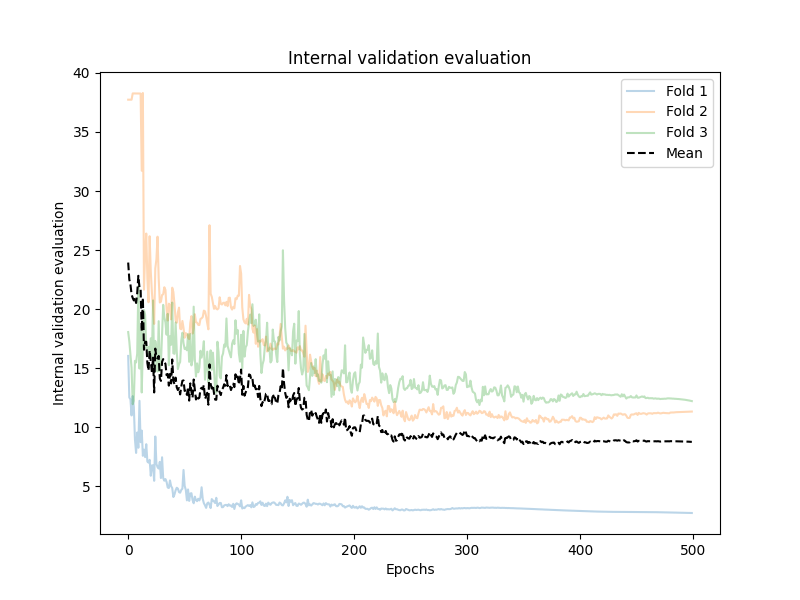 Internal validation evaluation
Fold 1
Fold 2
Fold 3
Mean
Internal validation evaluation
40
35
30
25
20
15
10
5
0 100 200 300 400 500
Epochs